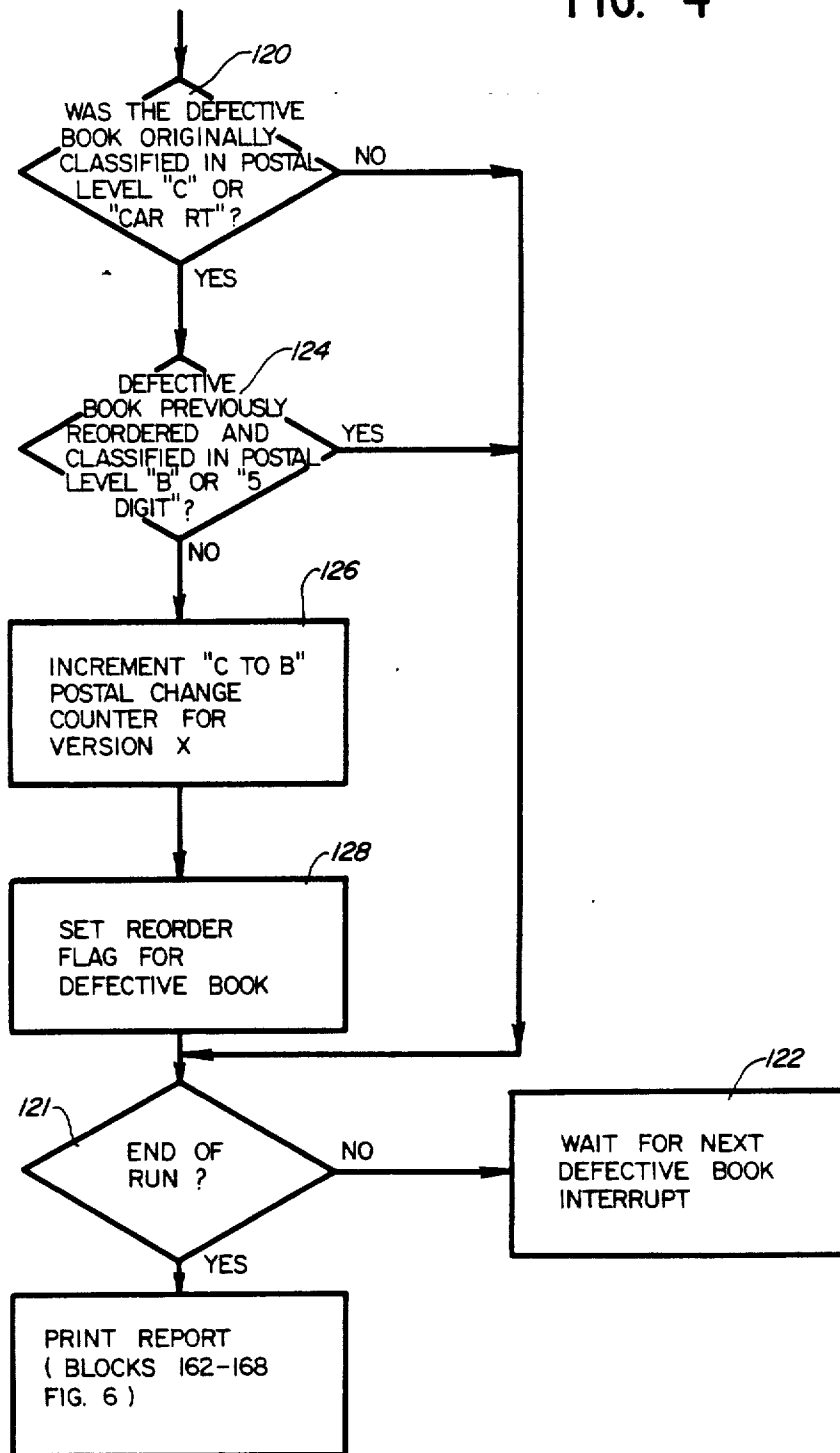 FIG. 4
120
WAS THE DEFECTIVE
BOOK ORIGINALLY
CLASSIFIED IN POSTAL
LEVEL "C" OR
"CAR RT"?
NO
YES
124
DEFECTIVE
BOOK PREVIOUSLY
REORDERED AND
CLASSIFIED IN POSTAL
LEVEL "B" OR "5
DIGIT"?
YES
NO
126
INCREMENT "C TO B"
POSTAL CHANGE
COUNTER FOR
VERSION X
128
SET REORDER
FLAG FOR
DEFECTIVE BOOK
121
END OF
RUN ?
NO
122
WAIT FOR NEXT
DEFECTIVE BOOK
INTERRUPT
YES
PRINT REPORT
( BLOCKS 162-168
FIG. 6 )